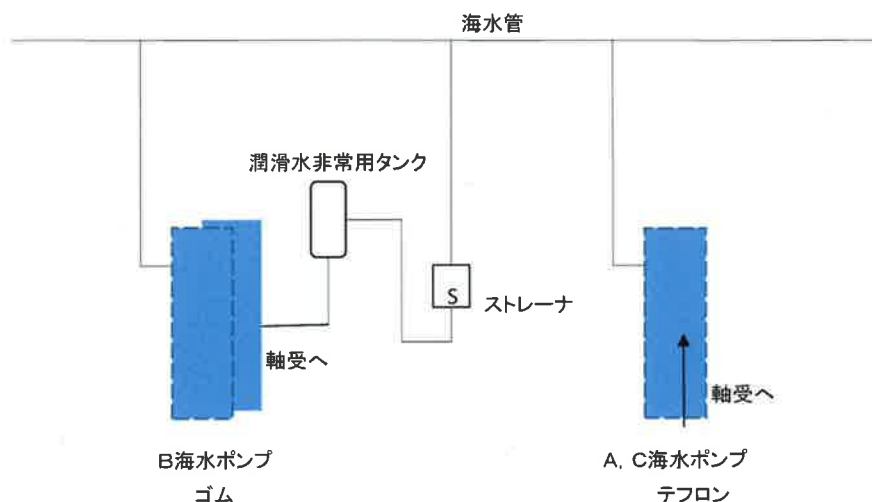 海水管
潤滑水非常用タンク
S
ストレーナ
軸受へ
軸受へ
B海水ポンプ
ゴム
A, C海水ポンプ
テフロン